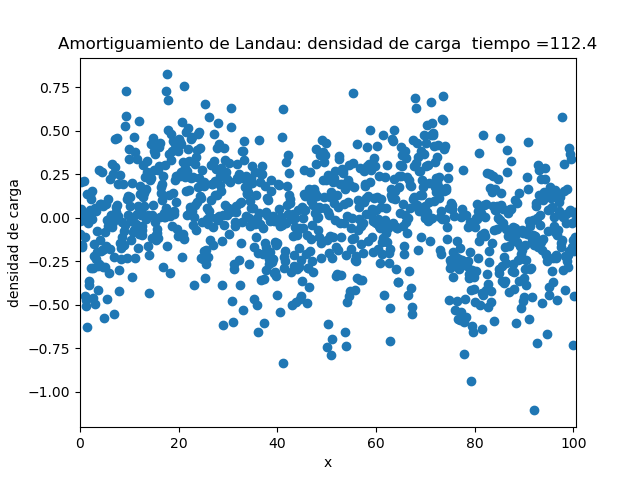 Amortiguamiento de Landau: densidad de carga  tiempo =112.4
densidad de carga
0.75
0.50
0.25
0.00
−0.25
−0.50
−0.75
−1.00
0 20 40 60 80 100
x